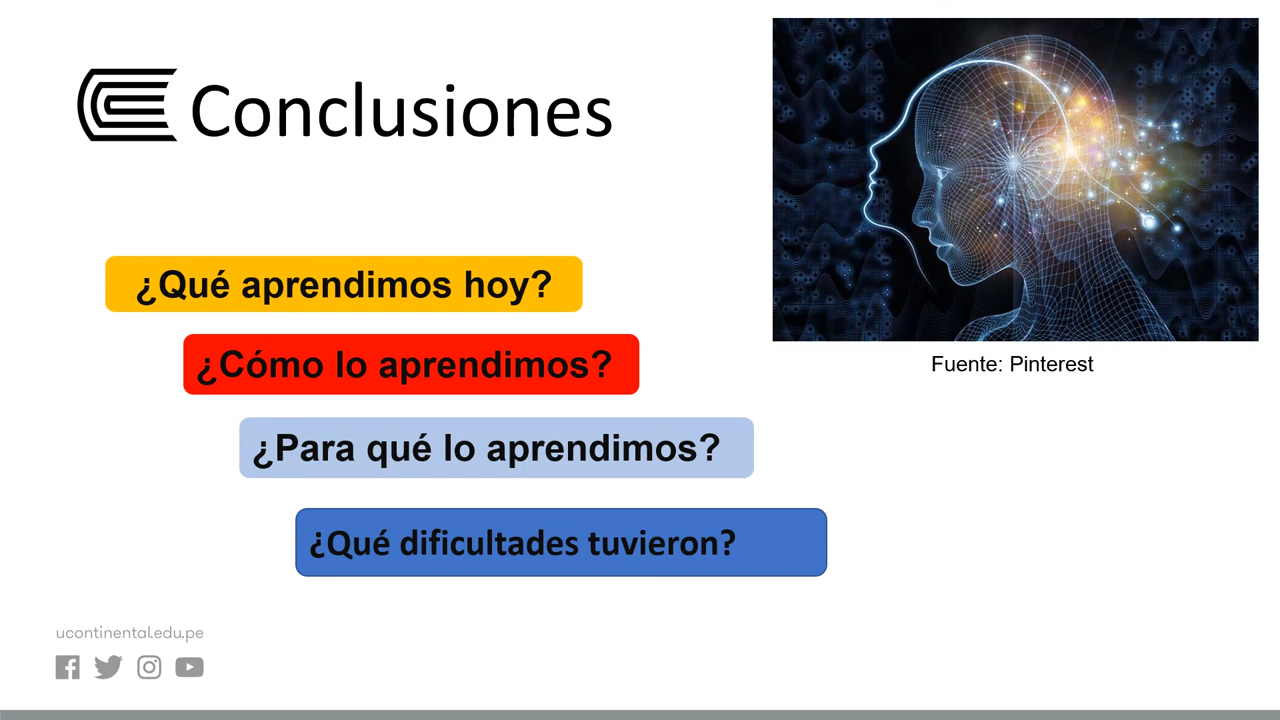 Conclusiones
¿Qué aprendimos hoy?
¿Cómo lo aprendimos?
¿Para qué lo aprendimos?
¿Qué dificultades tuvieron?
Fuente: Pinterest
ucontinental.edu.pe